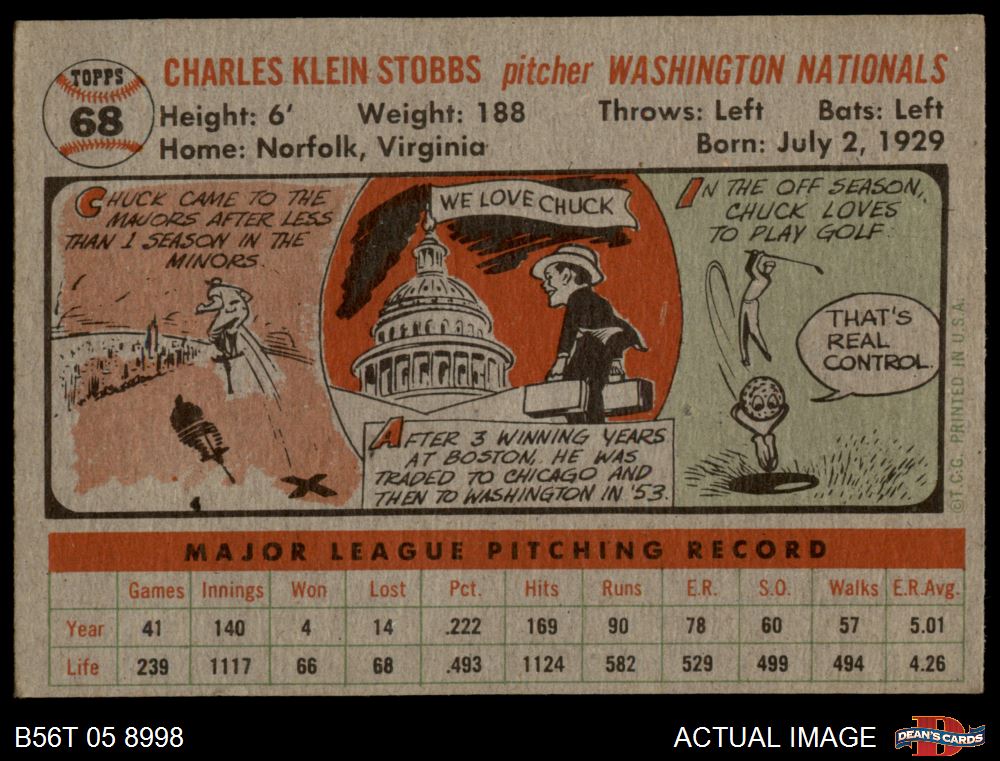 TOPPS
68
CHARLES KLEIN STOBBS pitcher WASHINGTON NATIONALS
Height: 6' Weight: 188 Throws: Left Bats: Left
Home: Norfolk, Virginia Born: July 2, 1929
CHUCK CAME TO THE
MAJORS AFTER LESS
THAN 1 SEASON IN THE
MINORS.
WE LOVE CHUCK
AFTER 3 WINNING YEARS
AT BOSTON, HE WAS
TRADED TO CHICAGO AND
THEN TO WASHINGTON IN '53.
IN THE OFF SEASON,
CHUCK LOVES
TO PLAY GOLF.
THAT'S
REAL
CONTROL.
©T.C.G. PRINTED IN U.S.A.
MAJOR LEAGUE PITCHING RECORD
Games Innings Won Lost Pct. Hits Runs E.R. S.O. Walks E.R.Avg.
Year 41 140 4 14 .222 169 90 78 60 57 5.01
Life 239 1117 66 68 .493 1124 582 529 499 494 4.26
B56T 05 8998 ACTUAL IMAGE
D
DEAN'S CARDS